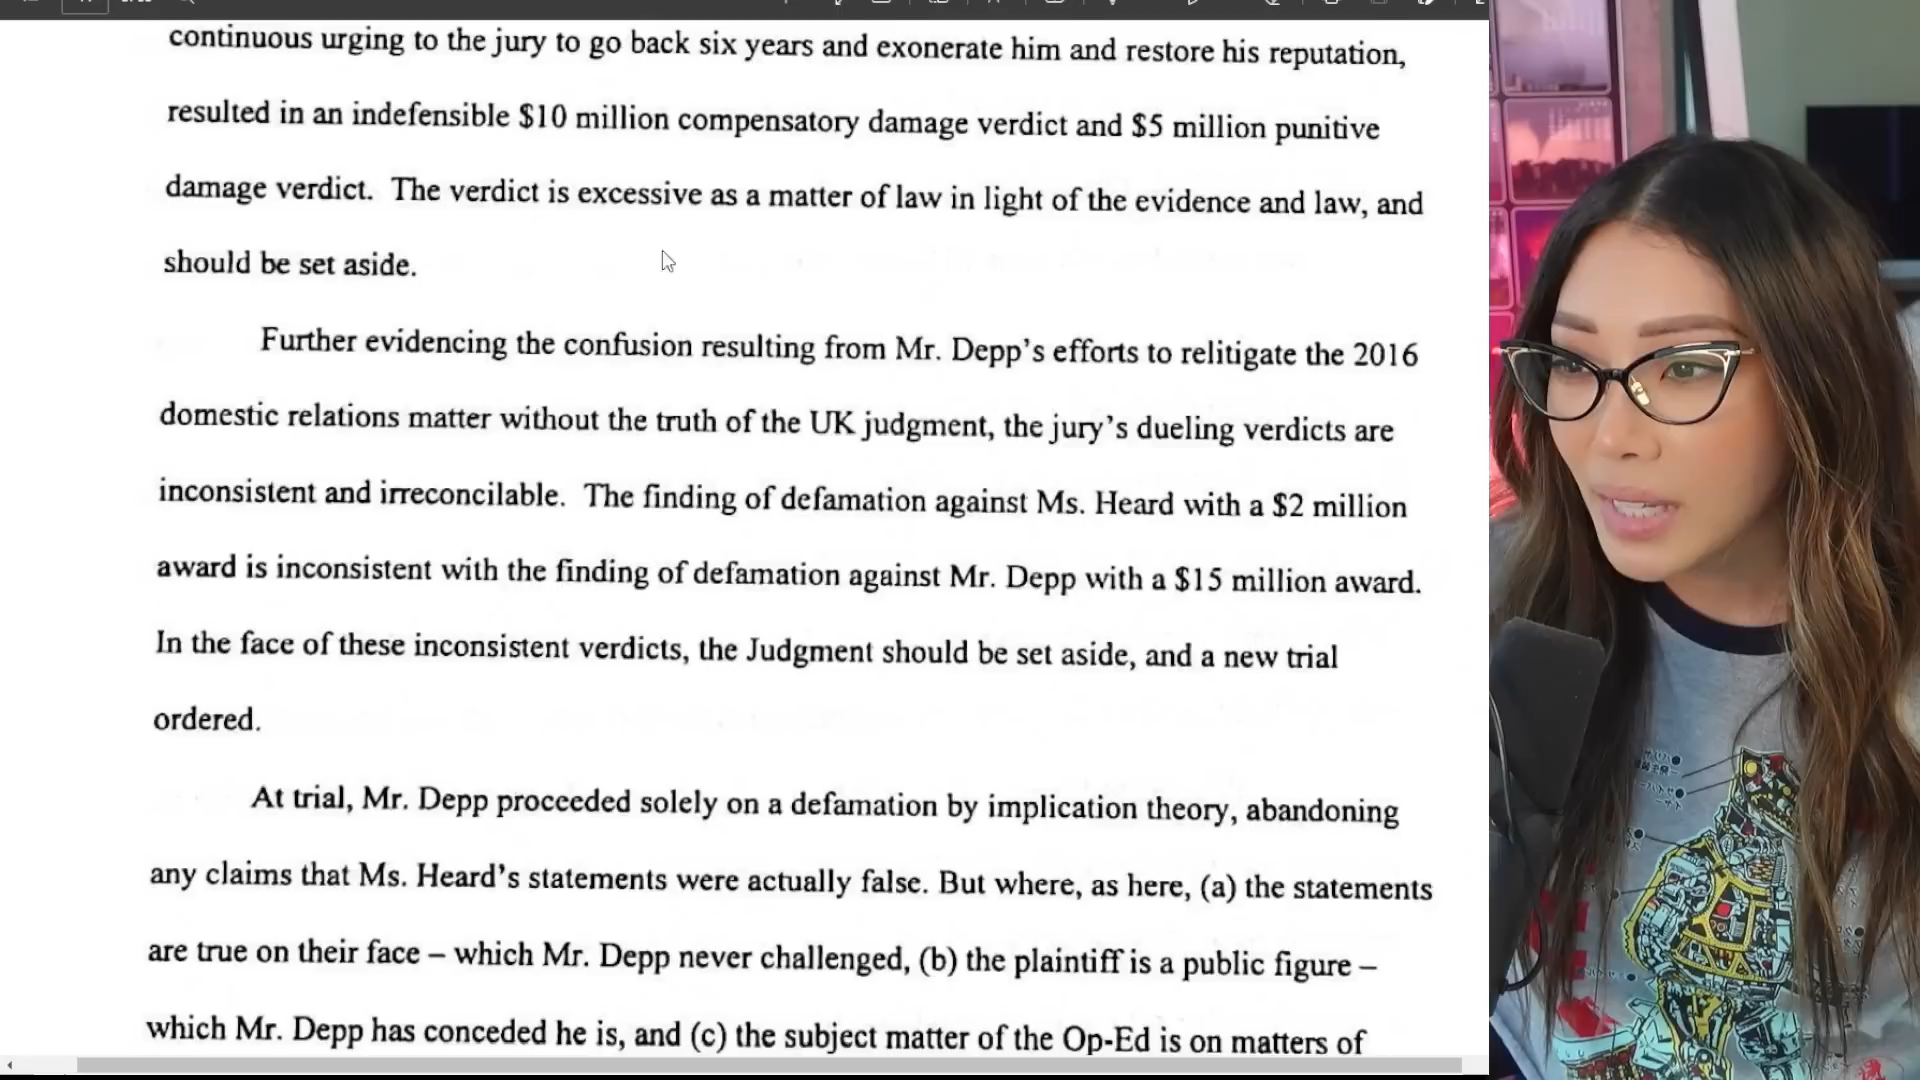 continuous urging to the jury to go back six years and exonerate him and restore his reputation,
resulted in an indefensible $10 million compensatory damage verdict and $5 million punitive
damage verdict. The verdict is excessive as a matter of law in light of the evidence and law, and
should be set aside.
Further evidencing the confusion resulting from Mr. Depp's efforts to relitigate the 2016
domestic relations matter without the truth of the UK judgment, the jury's dueling verdicts are
inconsistent and irreconcilable. The finding of defamation against Ms. Heard with a $2 million
award is inconsistent with the finding of defamation against Mr. Depp with a $15 million award.
In the face of these inconsistent verdicts, the Judgment should be set aside, and a new trial
ordered.
At trial, Mr. Depp proceeded solely on a defamation by implication theory, abandoning
any claims that Ms. Heard's statements were actually false. But where, as here, (a) the statements
are true on their face – which Mr. Depp never challenged, (b) the plaintiff is a public figure –
which Mr. Depp has conceded he is, and (c) the subject matter of the Op-Ed is on matters of